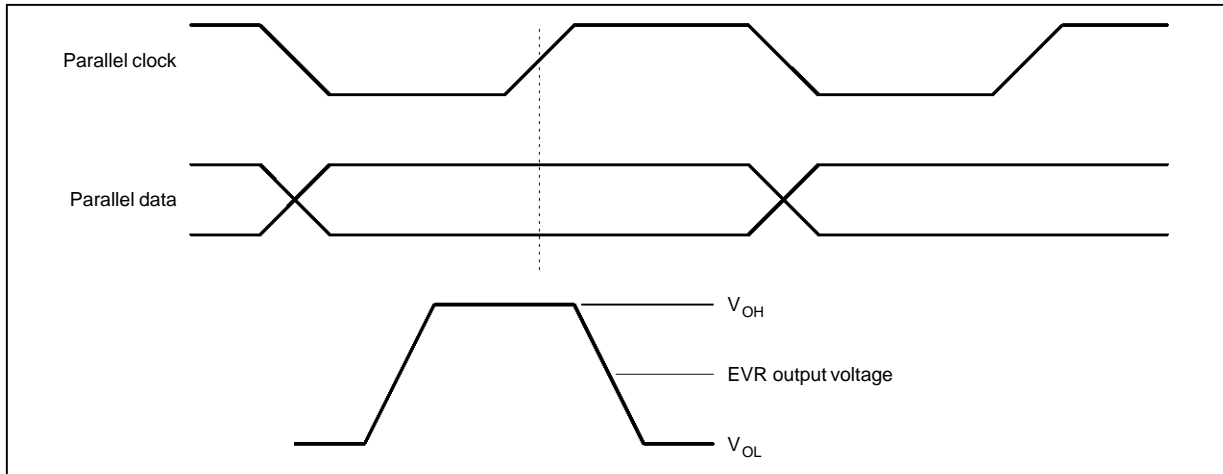 Parallel clock
Parallel data
VOH
EVR output voltage
VOL